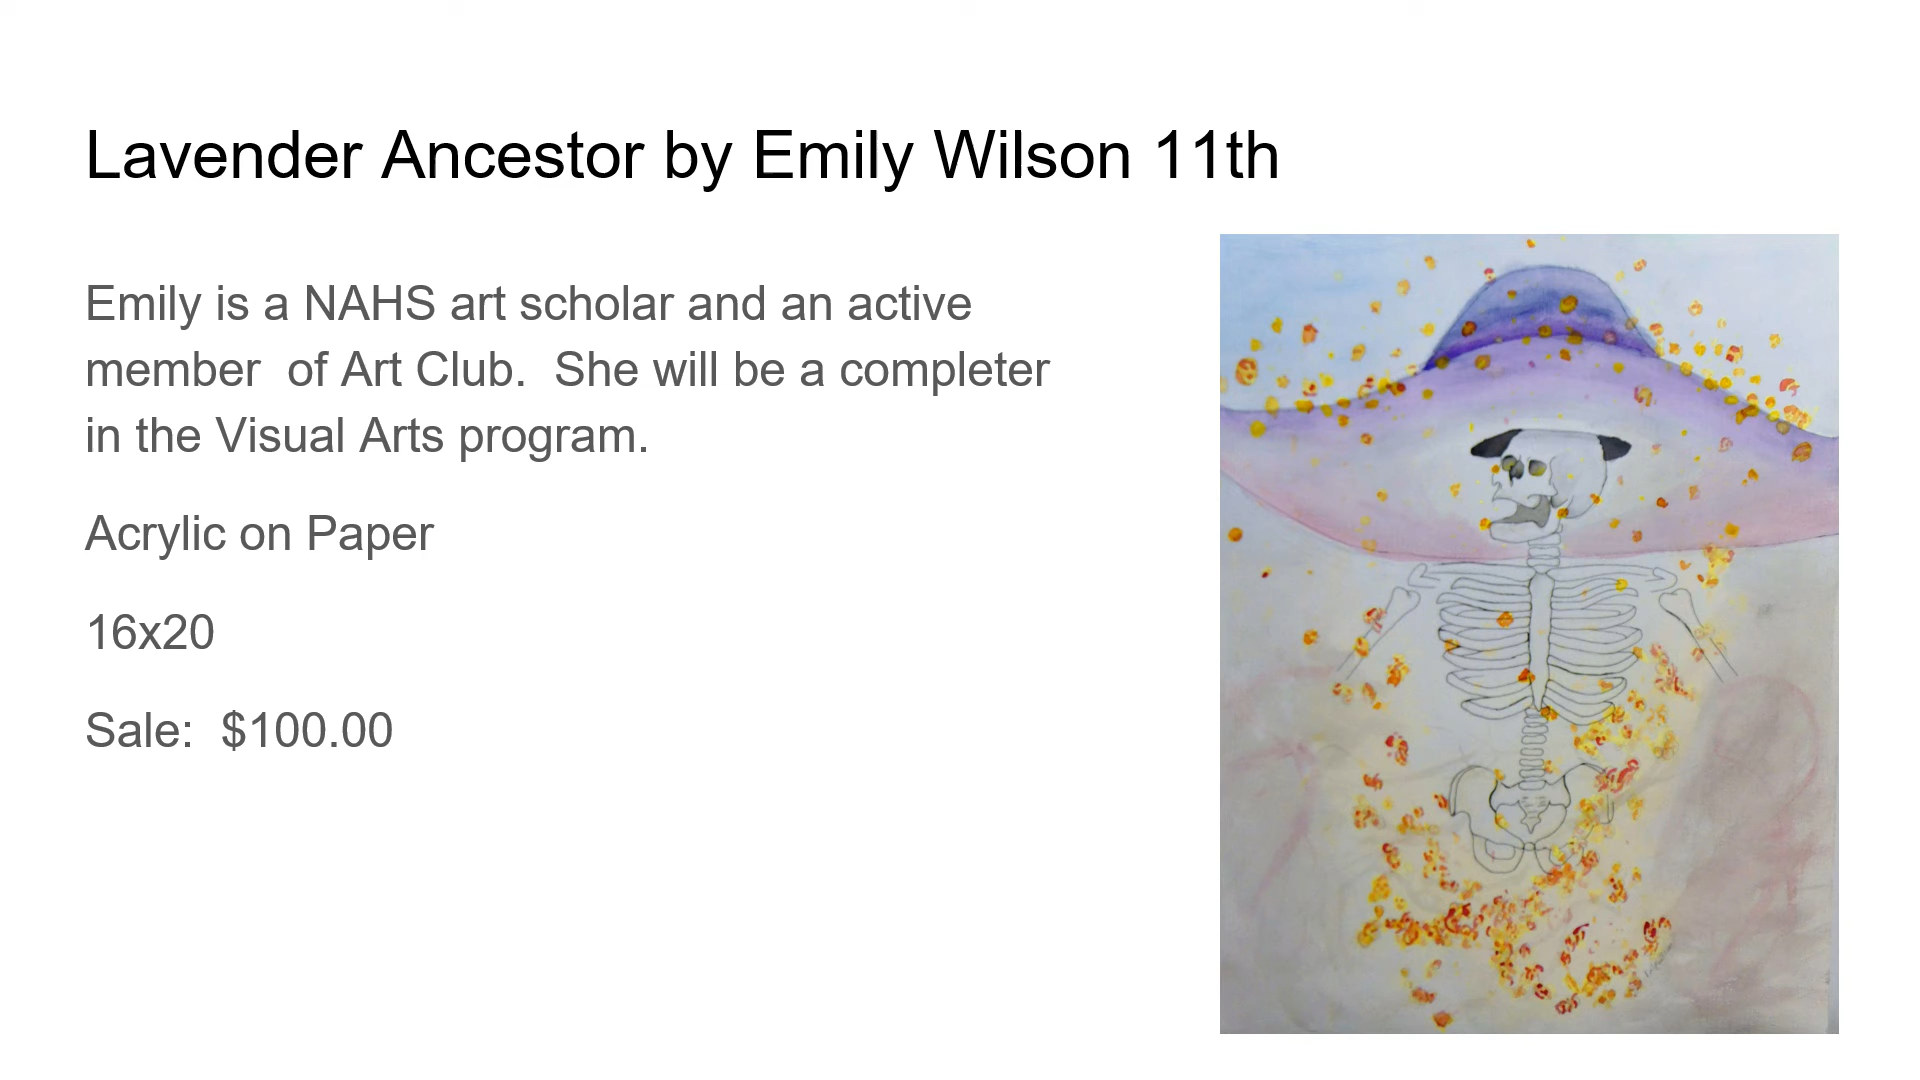 Lavender Ancestor by Emily Wilson 11th
Emily is a NAHS art scholar and an active
member  of Art Club.  She will be a completer
in the Visual Arts program.
Acrylic on Paper
16x20
Sale:  $100.00